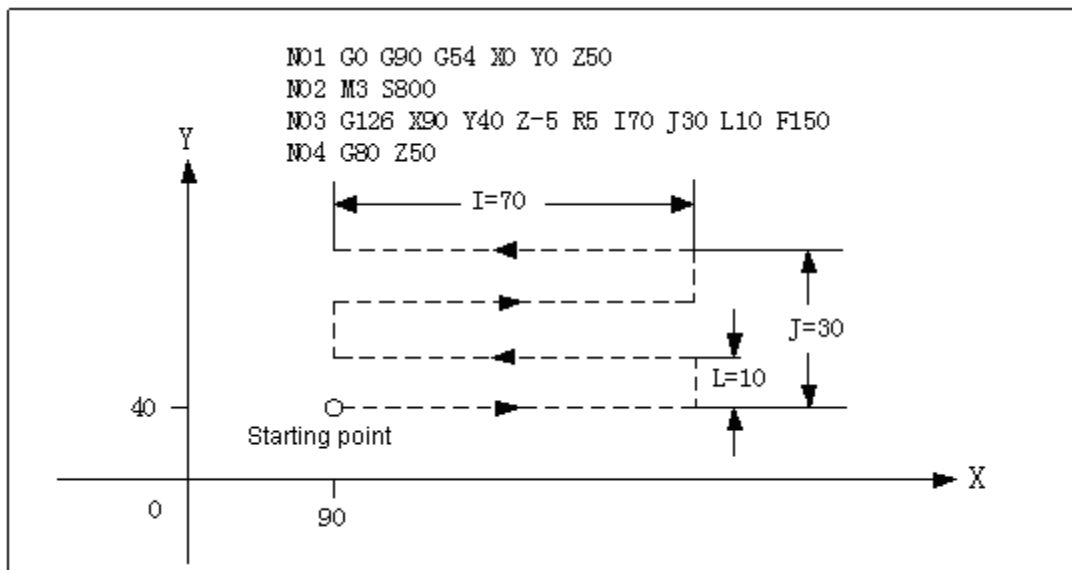 N01 G0 G90 G54 X0 Y0 Z50
N02 M3 S800
N03 G126 X90 Y40 Z-5 R5 I70 J30 L10 F150
N04 G80 Z50
Y
I=70
J=30
L=10
40
Starting point
X
0
90